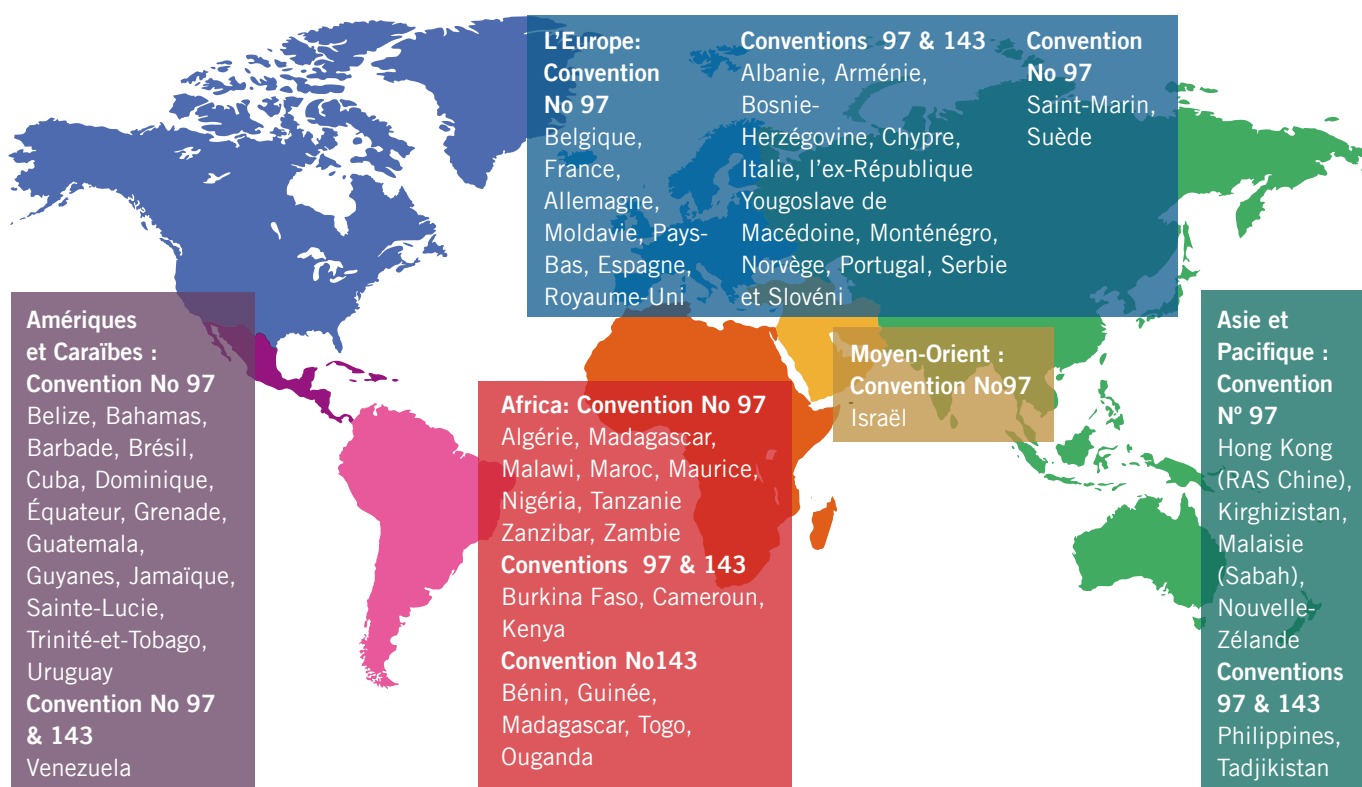 L'Europe:
Convention
No 97
Belgique,
France,
Allemagne,
Moldavie, Pays-
Bas, Espagne,
Royaume-Uni
Conventions 97 & 143
Albanie, Arménie,
Bosnie-
Herzégovine, Chypre,
Italie, l'ex-République
Yougoslave de
Macédoine, Monténégro,
Norvège, Portugal, Serbie
et Slovéni
Convention
No 97
Saint-Marin,
Suède
Amériques
et Caraïbes :
Convention No 97
Belize, Bahamas,
Barbade, Brésil,
Cuba, Dominique,
Équateur, Grenade,
Guatemala,
Guyanes, Jamaïque,
Sainte-Lucie,
Trinité-et-Tobago,
Uruguay
Convention No 97
& 143
Venezuela
Africa: Convention No 97
Algérie, Madagascar,
Malawi, Maroc, Maurice,
Nigéria, Tanzanie
Zanzibar, Zambie
Conventions 97 & 143
Burkina Faso, Cameroun,
Kenya
Convention No143
Bénin, Guinée,
Madagascar, Togo,
Ouganda
Moyen-Orient :
Convention No97
Israël
Asie et
Pacifique :
Convention
Nº 97
Hong Kong
(RAS Chine),
Kirghizistan,
Malaisie
(Sabah),
Nouvelle-
Zélande
Conventions
97 & 143
Philippines,
Tadjikistan